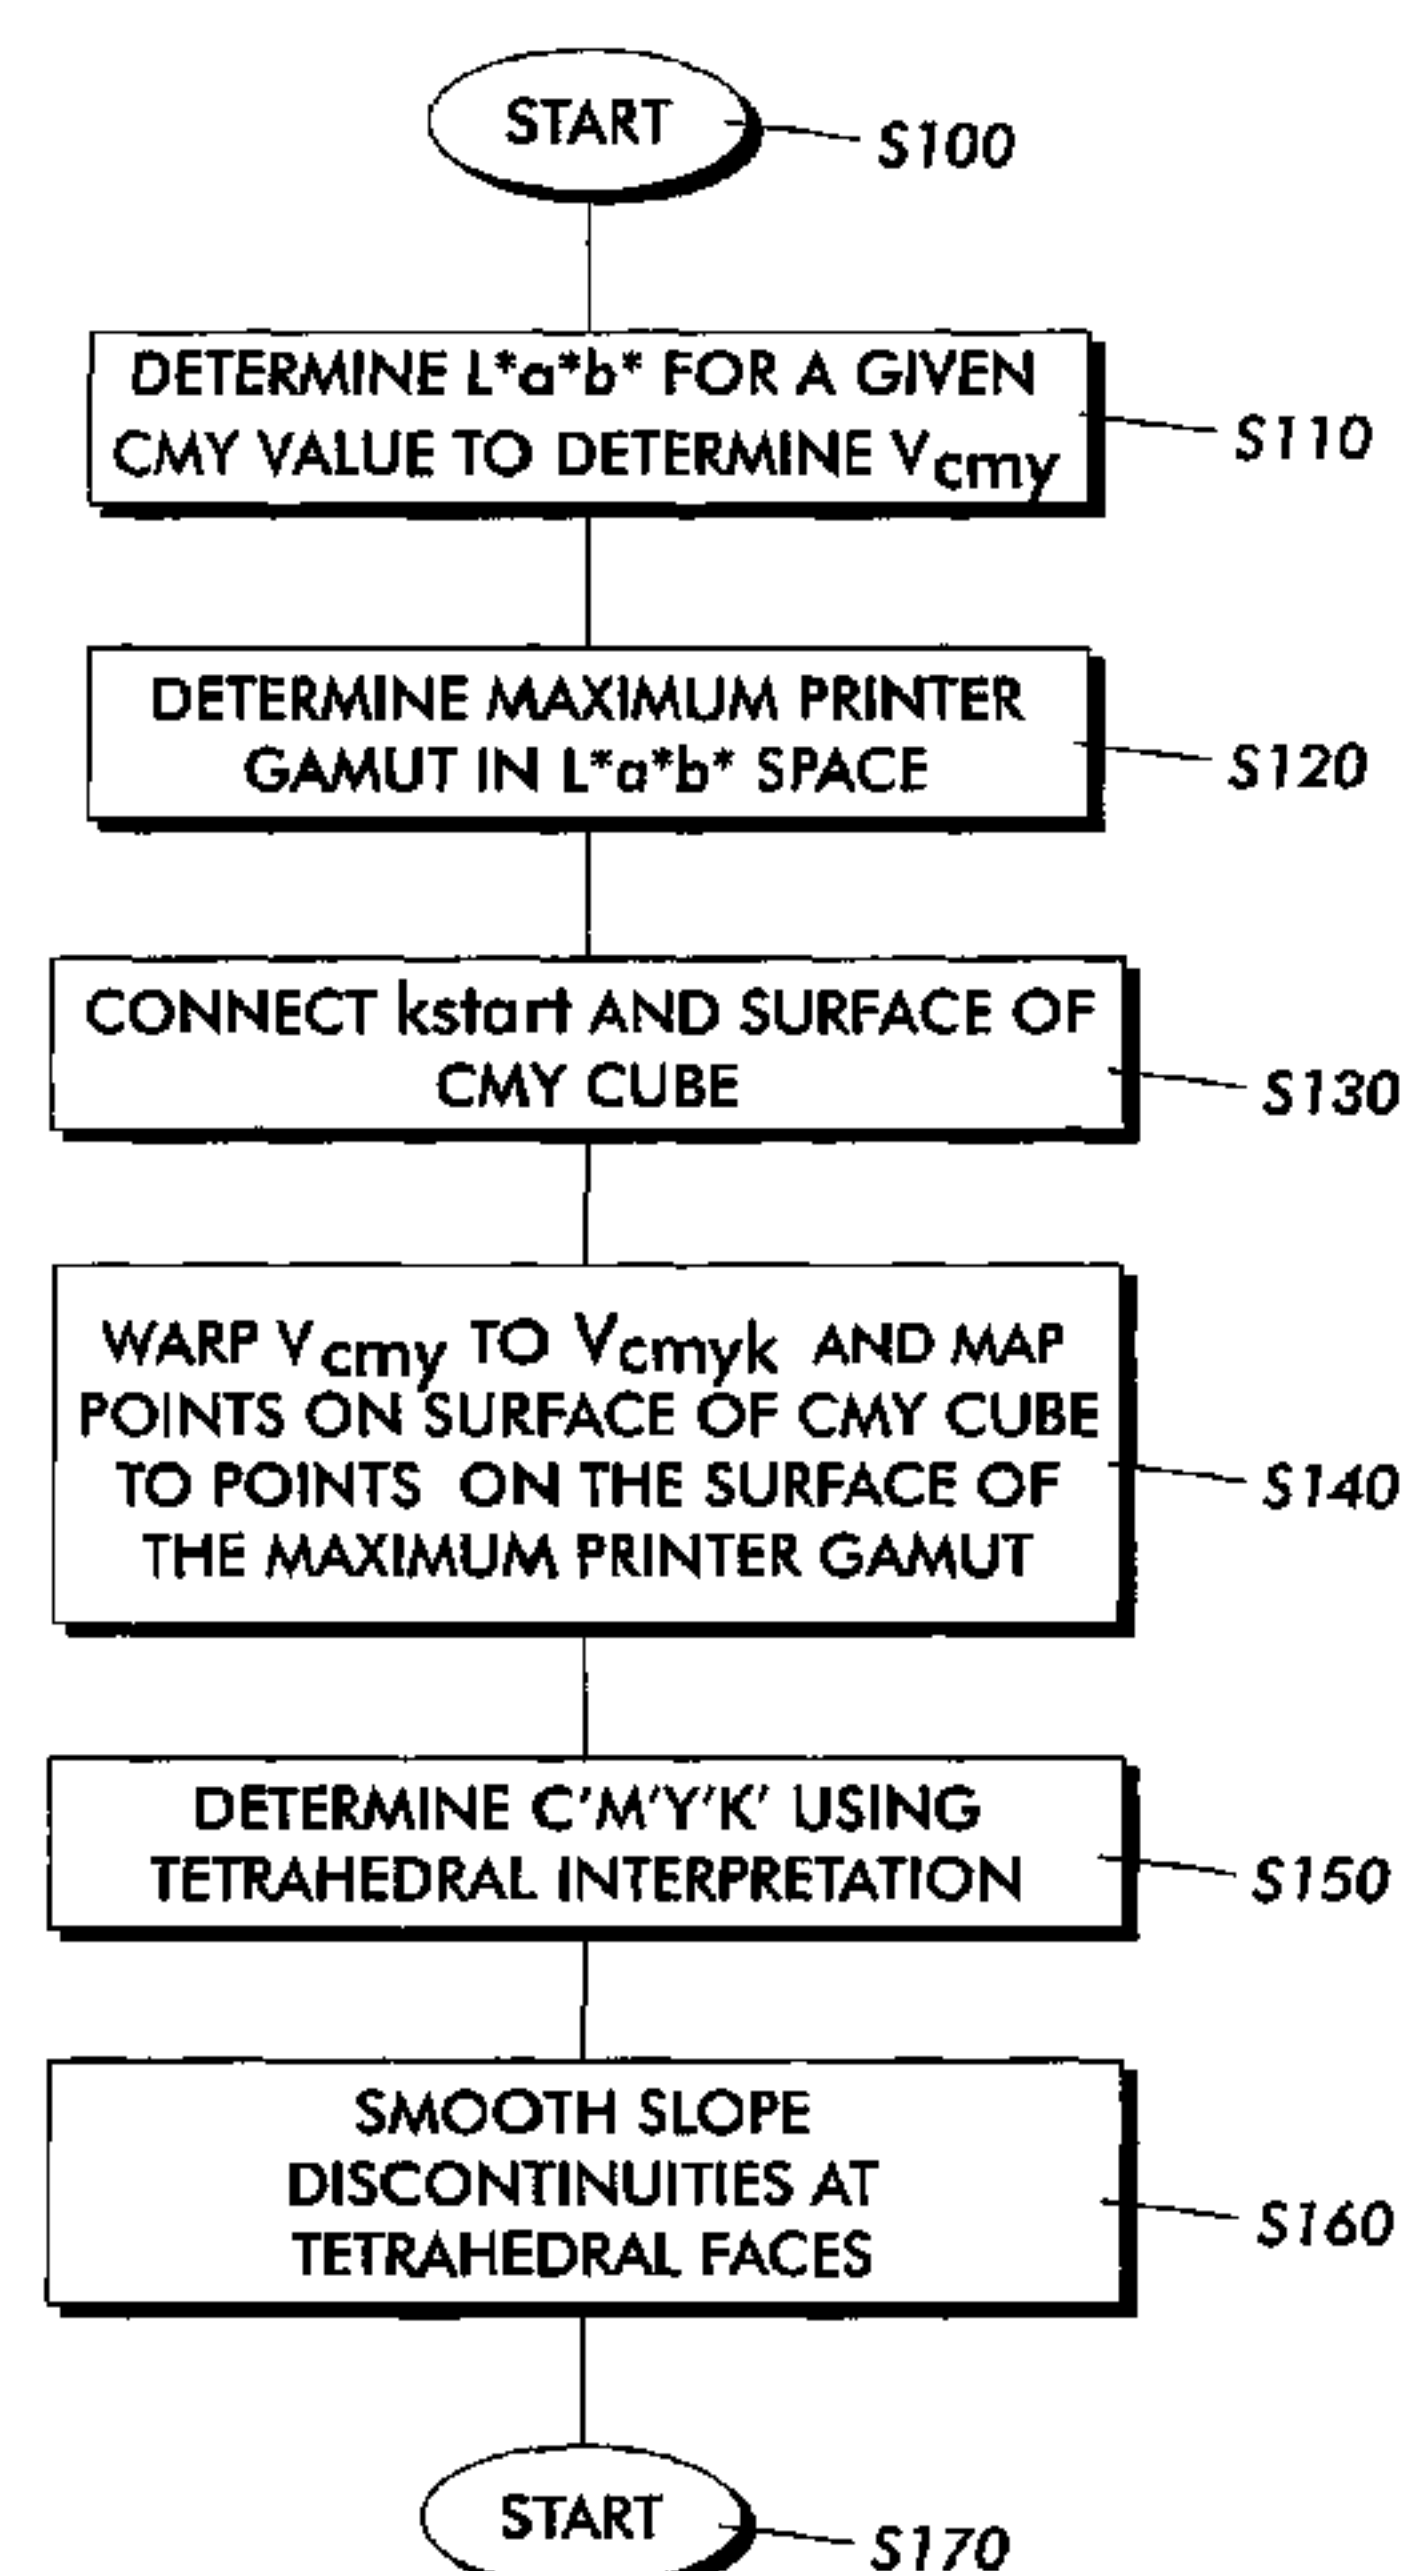 START
S100
DETERMINE L*a*b* FOR A GIVEN
CMY VALUE TO DETERMINE Vcmy
S110
DETERMINE MAXIMUM PRINTER
GAMUT IN L*a*b* SPACE
S120
CONNECT kstart AND SURFACE OF
CMY CUBE
S130
WARP Vcmy TO Vcmyk AND MAP
POINTS ON SURFACE OF CMY CUBE
TO POINTS ON THE SURFACE OF
THE MAXIMUM PRINTER GAMUT
S140
DETERMINE C'M'Y'K' USING
TETRAHEDRAL INTERPRETATION
S150
SMOOTH SLOPE
DISCONTINUITIES AT
TETRAHEDRAL FACES
S160
START
S170